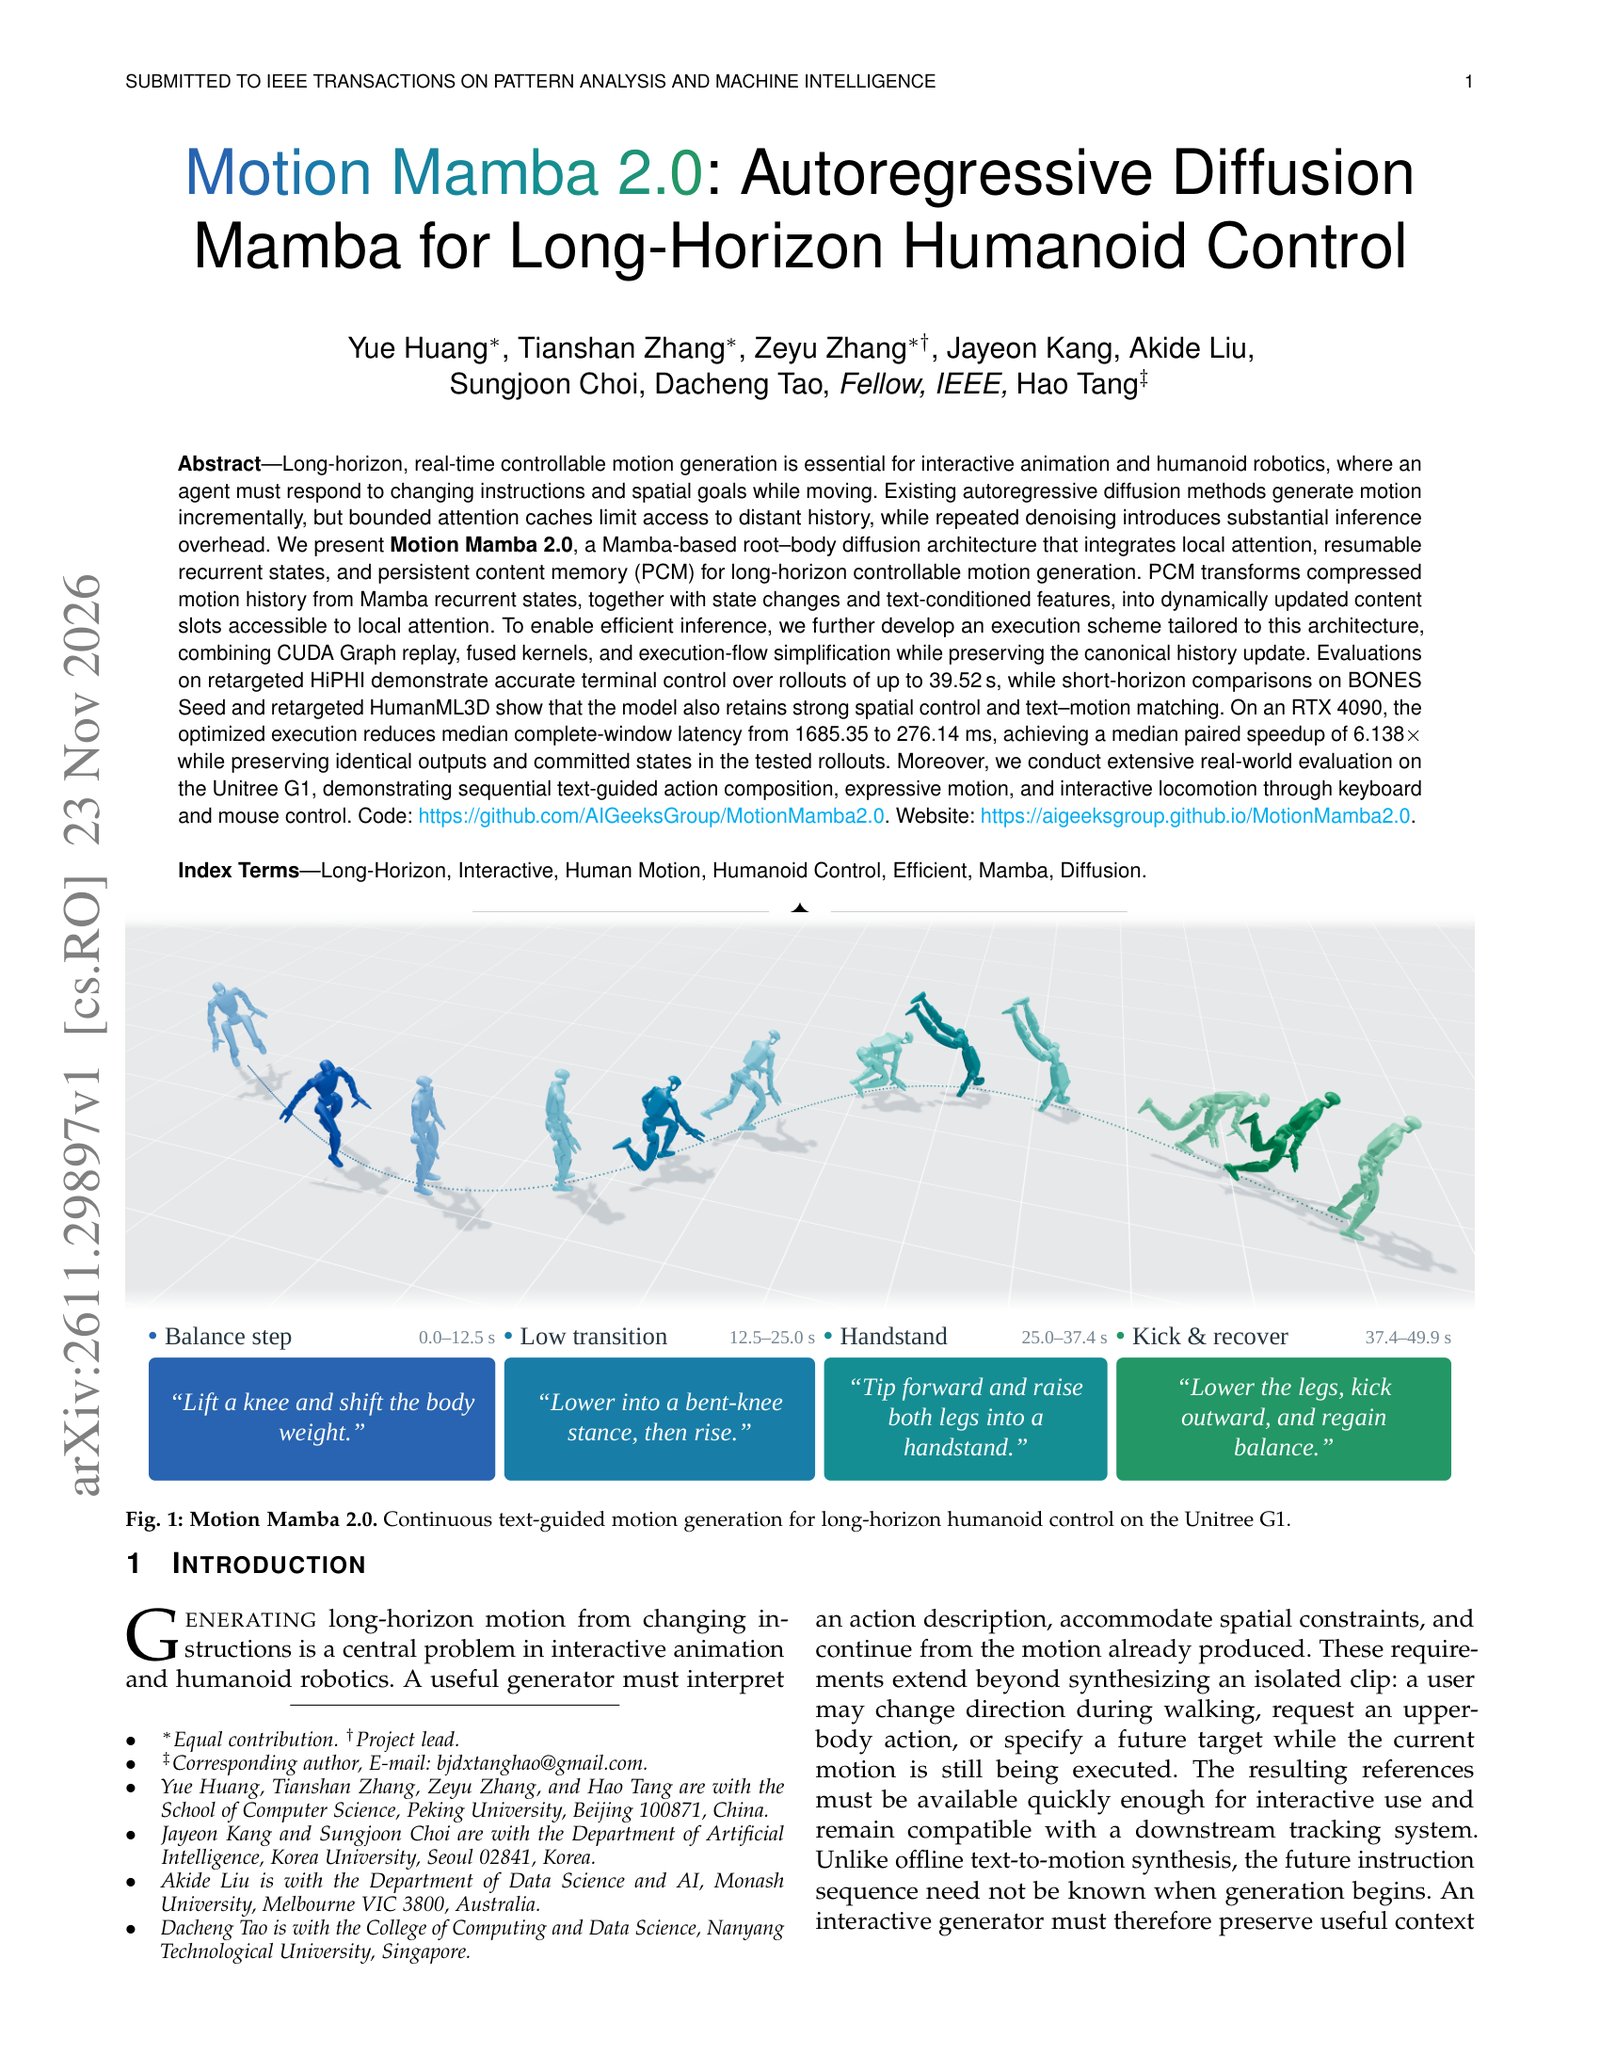 SUBMITTED TO IEEE TRANSACTIONS ON PATTERN ANALYSIS AND MACHINE INTELLIGENCE 1
Motion Mamba 2.0: Autoregressive Diffusion
Mamba for Long-Horizon Humanoid Control
Yue Huang*, Tianshan Zhang*, Zeyu Zhang*†, Jayeon Kang, Akide Liu,
Sungjoon Choi, Dacheng Tao, Fellow, IEEE, Hao Tang‡
Abstract—Long-horizon, real-time controllable motion generation is essential for interactive animation and humanoid robotics, where an
agent must respond to changing instructions and spatial goals while moving. Existing autoregressive diffusion methods generate motion
incrementally, but bounded attention caches limit access to distant history, while repeated denoising introduces substantial inference
overhead. We present Motion Mamba 2.0, a Mamba-based root–body diffusion architecture that integrates local attention, resumable
recurrent states, and persistent content memory (PCM) for long-horizon controllable motion generation. PCM transforms compressed
motion history from Mamba recurrent states, together with state changes and text-conditioned features, into dynamically updated content
slots accessible to local attention. To enable efficient inference, we further develop an execution scheme tailored to this architecture,
combining CUDA Graph replay, fused kernels, and execution-flow simplification while preserving the canonical history update. Evaluations
on retargeted HiPHI demonstrate accurate terminal control over rollouts of up to 39.52 s, while short-horizon comparisons on BONES
Seed and retargeted HumanML3D show that the model also retains strong spatial control and text–motion matching. On an RTX 4090, the
optimized execution reduces median complete-window latency from 1685.35 to 276.14 ms, achieving a median paired speedup of 6.138×
while preserving identical outputs and committed states in the tested rollouts. Moreover, we conduct extensive real-world evaluation on
the Unitree G1, demonstrating sequential text-guided action composition, expressive motion, and interactive locomotion through keyboard
and mouse control. Code: https://github.com/AIGeeksGroup/MotionMamba2.0. Website: https://aigeeksgroup.github.io/MotionMamba2.0.
Index Terms—Long-Horizon, Interactive, Human Motion, Humanoid Control, Efficient, Mamba, Diffusion.
arXiv:2611.29897v1 [cs.RO] 23 Nov 2026
• Balance step 0.0–12.5 s • Low transition 12.5–25.0 s • Handstand 25.0–37.4 s • Kick & recover 37.4–49.9 s
“Lift a knee and shift the body
weight.”
“Lower into a bent-knee
stance, then rise.”
“Tip forward and raise
both legs into a
handstand.”
“Lower the legs, kick
outward, and regain
balance.”
Fig. 1: Motion Mamba 2.0. Continuous text-guided motion generation for long-horizon humanoid control on the Unitree G1.
1 INTRODUCTION
GENERATING long-horizon motion from changing in-
structions is a central problem in interactive animation
and humanoid robotics. A useful generator must interpret
• *Equal contribution. †Project lead.
• ‡Corresponding author, E-mail: bjdxtanghao@gmail.com.
• Yue Huang, Tianshan Zhang, Zeyu Zhang, and Hao Tang are with the
School of Computer Science, Peking University, Beijing 100871, China.
• Jayeon Kang and Sungjoon Choi are with the Department of Artificial
Intelligence, Korea University, Seoul 02841, Korea.
• Akide Liu is with the Department of Data Science and AI, Monash
University, Melbourne VIC 3800, Australia.
• Dacheng Tao is with the College of Computing and Data Science, Nanyang
Technological University, Singapore.
an action description, accommodate spatial constraints, and
continue from the motion already produced. These require-
ments extend beyond synthesizing an isolated clip: a user
may change direction during walking, request an upper-
body action, or specify a future target while the current
motion is still being executed. The resulting references
must be available quickly enough for interactive use and
remain compatible with a downstream tracking system.
Unlike offline text-to-motion synthesis, the future instruction
sequence need not be known when generation begins. An
interactive generator must therefore preserve useful context